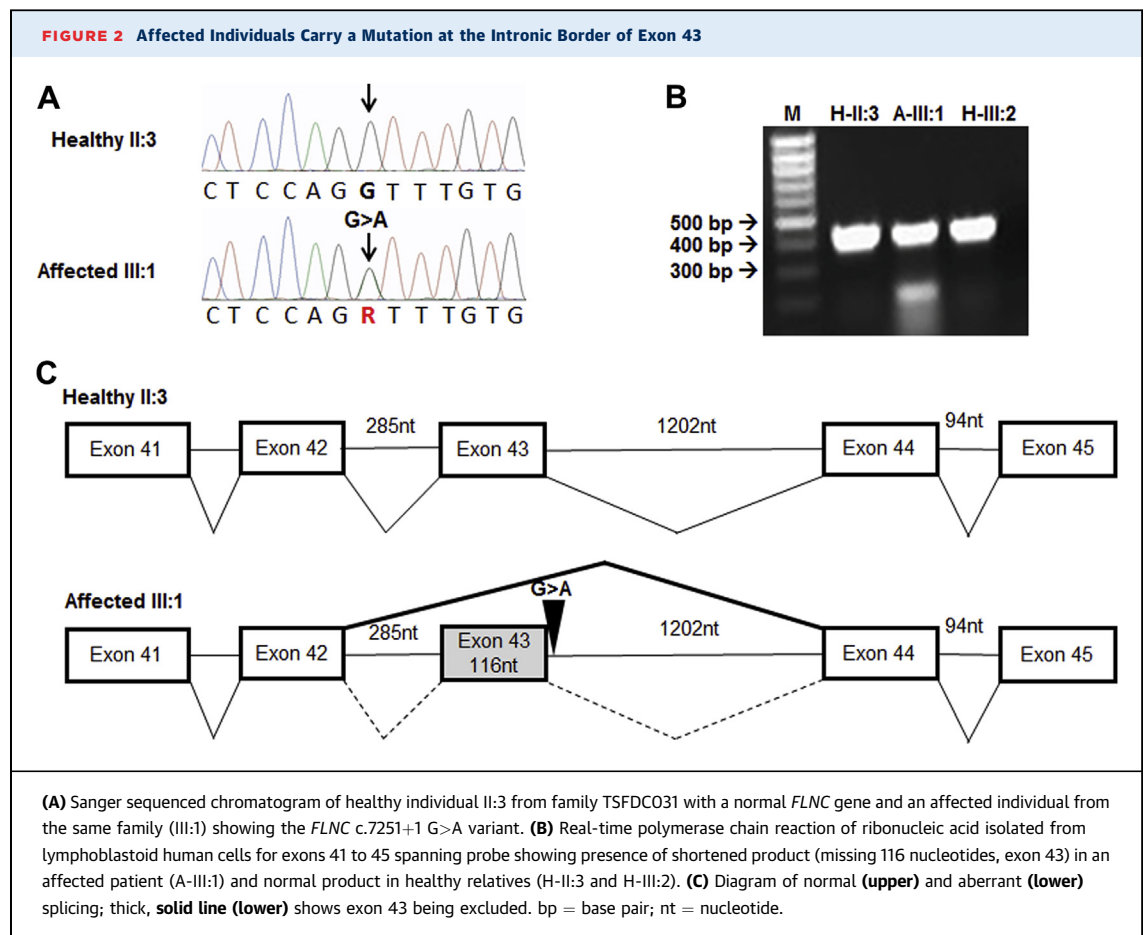 FIGURE 2 Affected Individuals Carry a Mutation at the Intronic Border of Exon 43
A
Healthy II:3
C T C C A G G T T T G T G
G>A
Affected III:1
C T C C A G R T T T G T G
B
M H-II:3 A-III:1 H-III:2
500 bp →
400 bp →
300 bp →
C
Healthy II:3
285nt 1202nt 94nt
Exon 41 Exon 42 Exon 43 Exon 44 Exon 45
Affected III:1
G>A
285nt 1202nt 94nt
Exon 41 Exon 42 Exon 43 Exon 44 Exon 45
116nt
(A) Sanger sequenced chromatogram of healthy individual II:3 from family TSFDC031 with a normal FLNC gene and an affected individual from
the same family (III:1) showing the FLNC c.7251+1 G>A variant. (B) Real-time polymerase chain reaction of ribonucleic acid isolated from
lymphoblastoid human cells for exons 41 to 45 spanning probe showing presence of shortened product (missing 116 nucleotides, exon 43) in an
affected patient (A-III:1) and normal product in healthy relatives (H-II:3 and H-III:2). (C) Diagram of normal (upper) and aberrant (lower)
splicing; thick, solid line (lower) shows exon 43 being excluded. bp = base pair; nt = nucleotide.